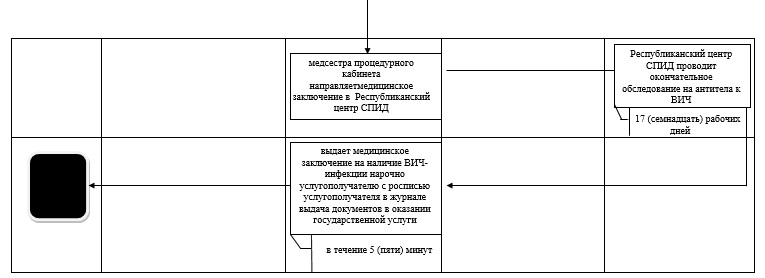 медсестра процедурного
кабинета
направляетмедицинское
заключение в Республиканский
центр СПИД
Республиканский центр
СПИД проводит
окончательное
обследование на антитела к
ВИЧ
17 (семнадцать) рабочих
дней
выдает медицинское
заключение на наличие ВИЧ-
инфекции нарочно
услугополучателю с росписью
услугополучателя в журнале
выдача документов в оказании
государственной услуги
в течение 5 (пяти) минут